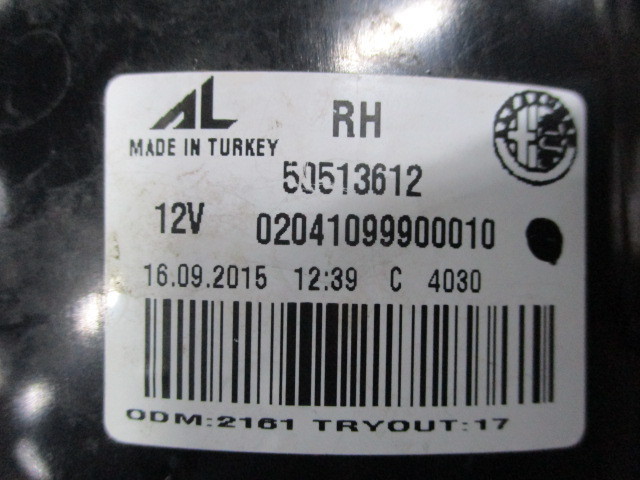 AL
RH
MADE IN TURKEY
50513612
12V
02041099900010
16.09.2015 12:39 C 4030
ODM:2161 TRYOUT:17